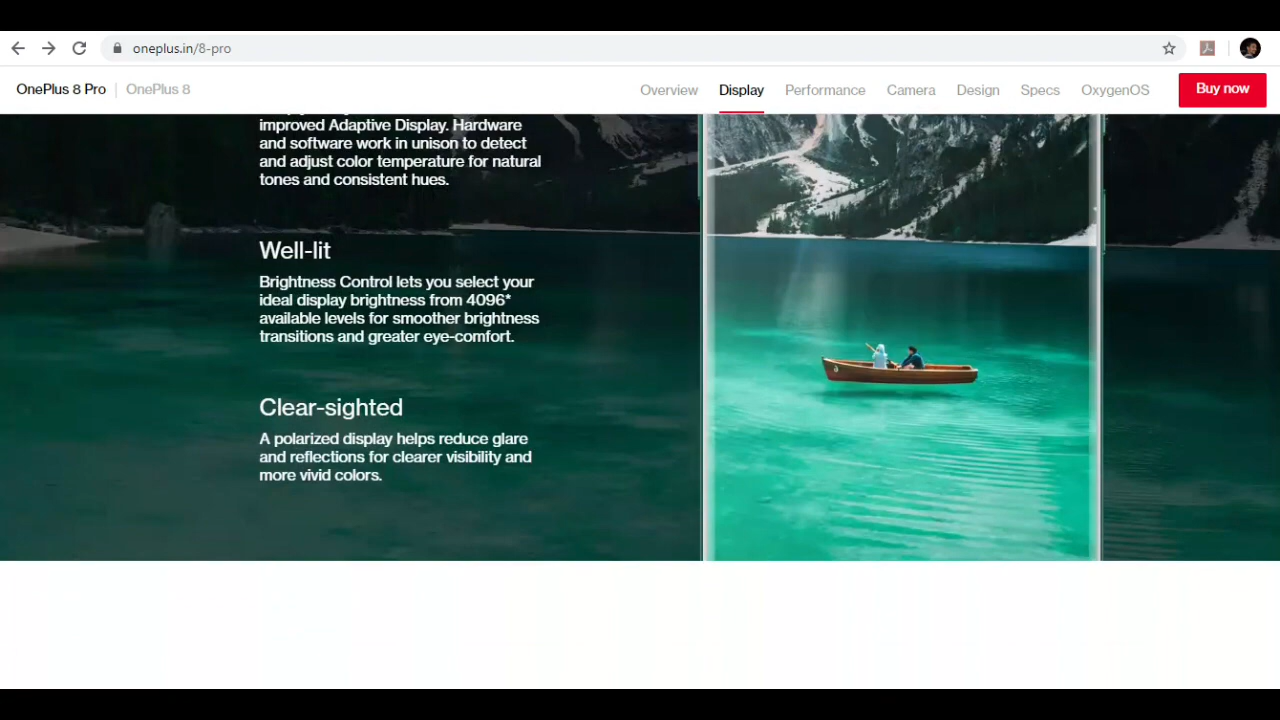 oneplus.in/8-pro
OnePlus 8 Pro | OnePlus 8
Overview Display Performance Camera Design Specs OxygenOS Buy now
improved Adaptive Display. Hardware
and software work in unison to detect
and adjust color temperature for natural
tones and consistent hues.
Well-lit
Brightness Control lets you select your
ideal display brightness from 4096*
available levels for smoother brightness
transitions and greater eye-comfort.
Clear-sighted
A polarized display helps reduce glare
and reflections for clearer visibility and
more vivid colors.